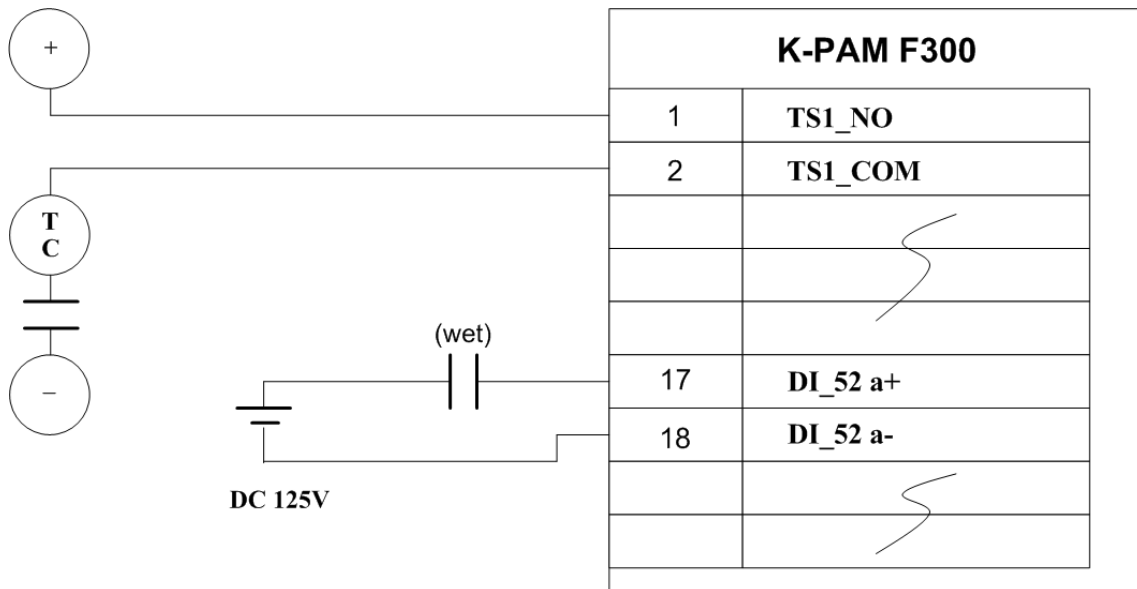 +
K-PAM F300
1 TS1_NO
2 TS1_COM
T
C
(wet)
−
17 DI_52 a+
18 DI_52 a-
DC 125V